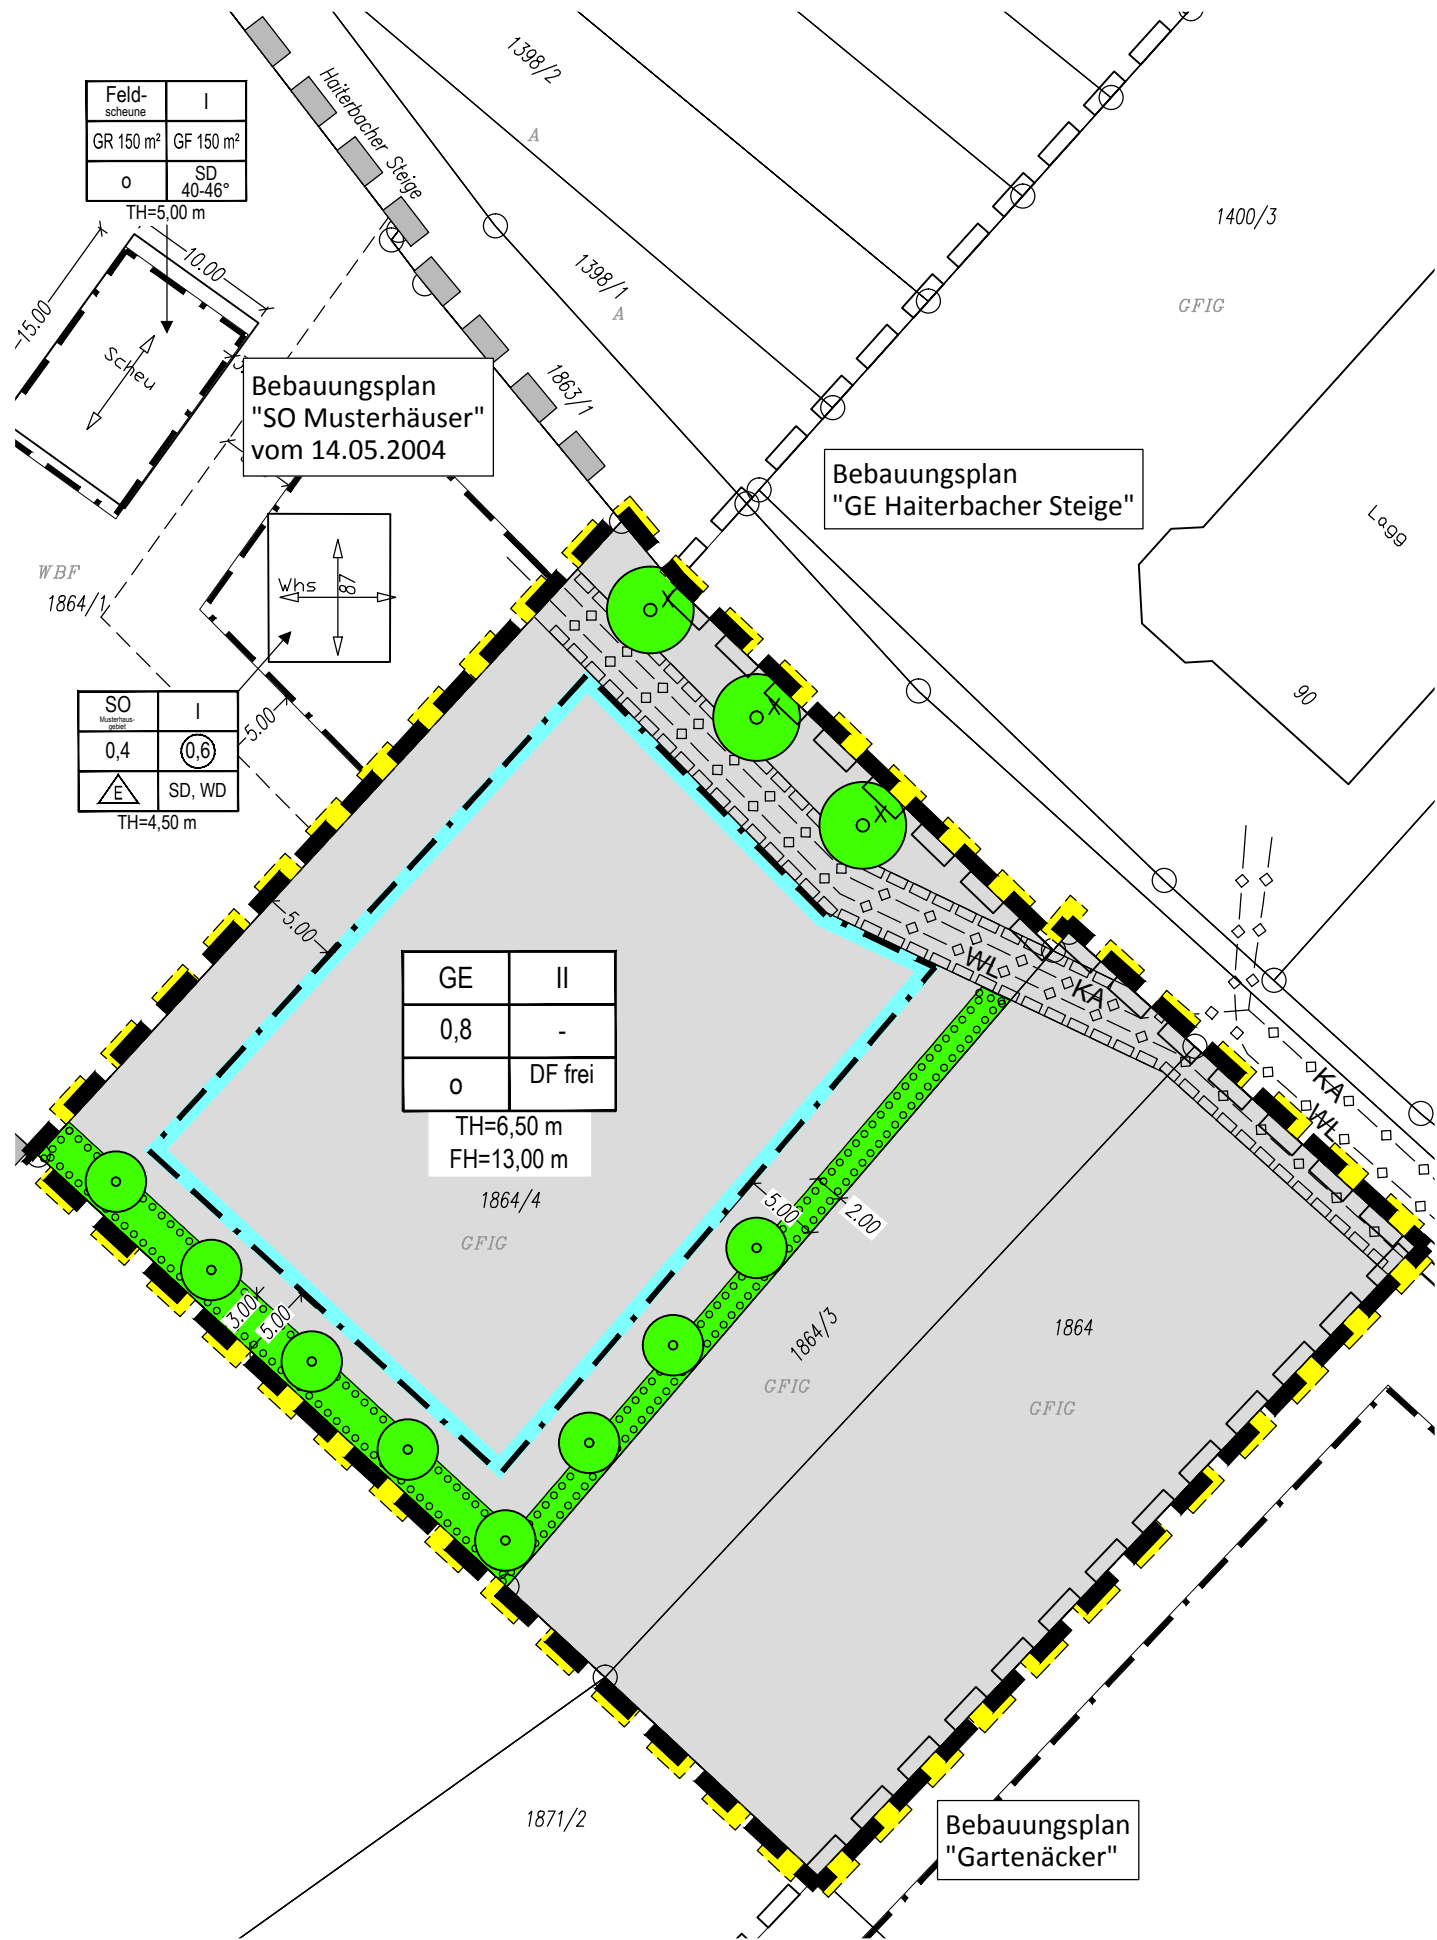 1398/2
Haiterbacher Steige
A
Feld-
scheune
I
GR 150 m²
GF 150 m²
o
SD
40-46°
TH=5,00 m
1400/3
10.00
1398/1
A
GFIG
15.00
Scheu
1863/1
Bebauungsplan
"SO Musterhäuser"
vom 14.05.2004
Bebauungsplan
"GE Haiterbacher Steige"
Lagg
WBF
1864/1
Whs
87
90
SO
Musterhaus-
gebiet
I
0,4
0,6
E
SD, WD
TH=4,50 m
5.00
X
X
X
5.00
GE
II
0,8
-
o
DF frei
TH=6,50 m
FH=13,00 m
WL
KA
KA
WL
1864/4
GFIG
5.00
2.00
3.00
5.00
1864/3
GFIG
1864
GFIG
1871/2
Bebauungsplan
"Gartenäcker"